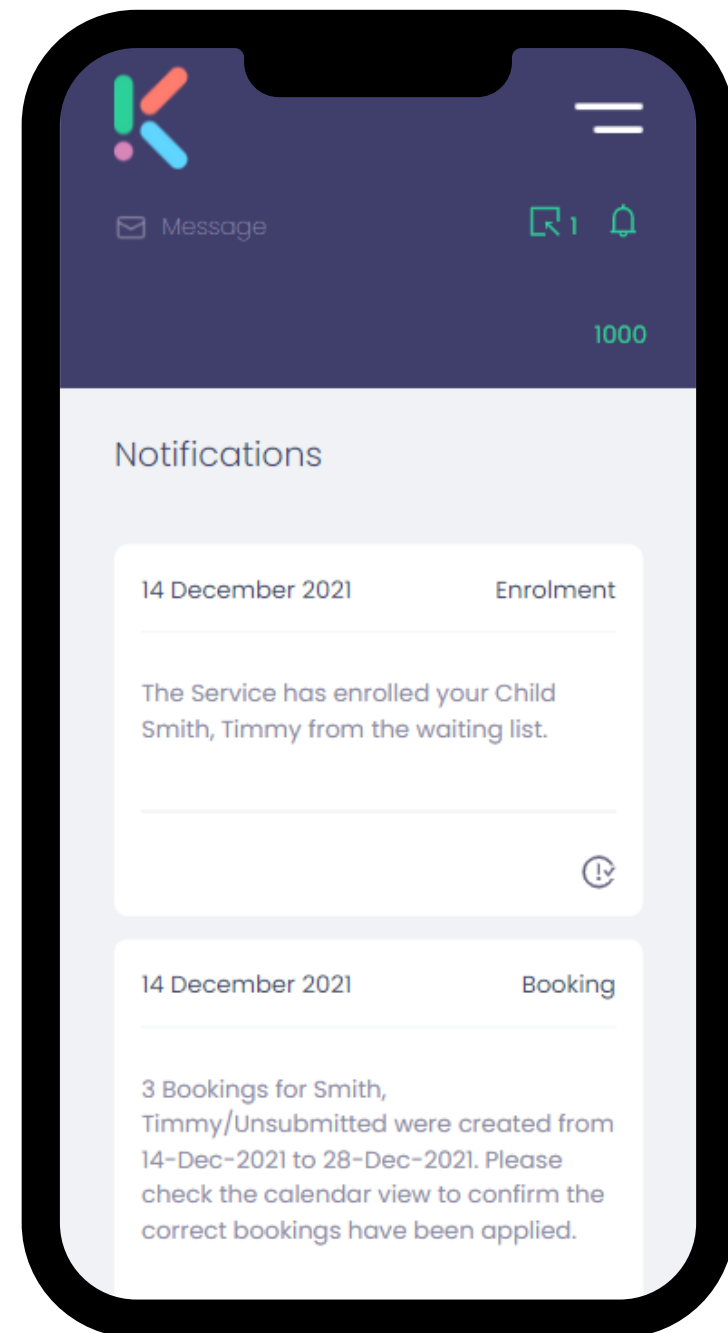 Message
1
1000
Notifications
14 December 2021 Enrolment
The Service has enrolled your Child
Smith, Timmy from the waiting list.
14 December 2021 Booking
3 Bookings for Smith,
Timmy/Unsubmitted were created from
14-Dec-2021 to 28-Dec-2021. Please
check the calendar view to confirm the
correct bookings have been applied.